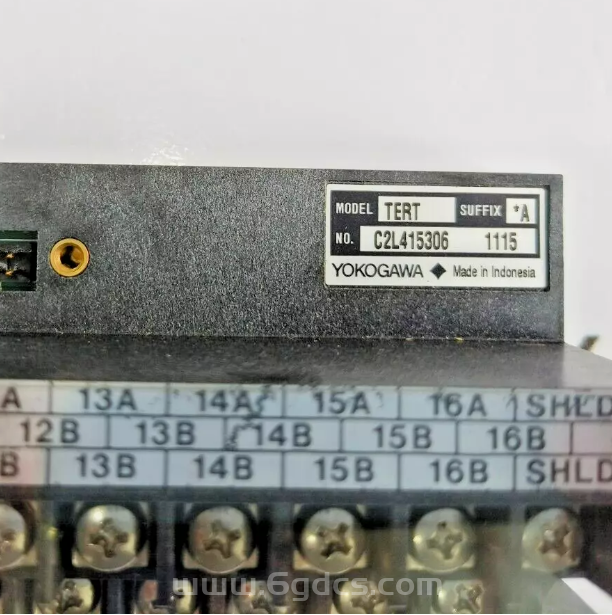 MODEL TERT SUFFIX *A
NO. C2L415306 1115
YOKOGAWA ◆ Made in Indonesia
A 13A 14A 15A 16A SHLD
12B 13B 14B 15B 16B
B 13B 14B 15B 16B SHLD
www.6gdcs.com